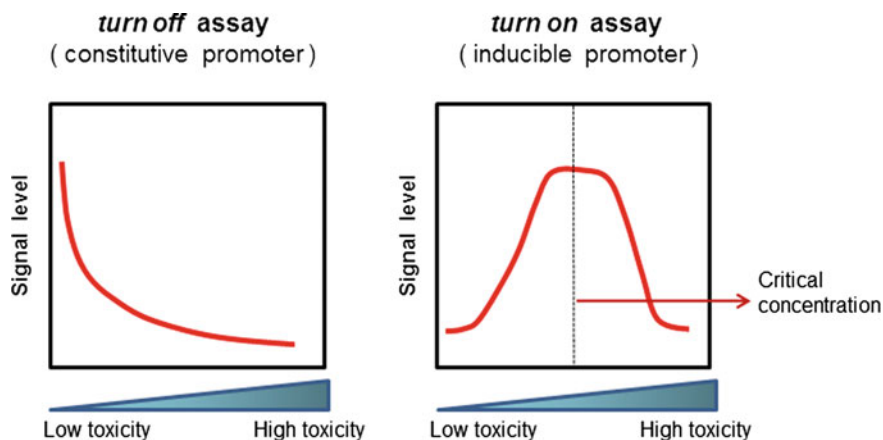 turn off assay
( constitutive promoter )
Signal level
Low toxicity
High toxicity
turn on assay
( inducible promoter )
Signal level
Critical
concentration
Low toxicity
High toxicity